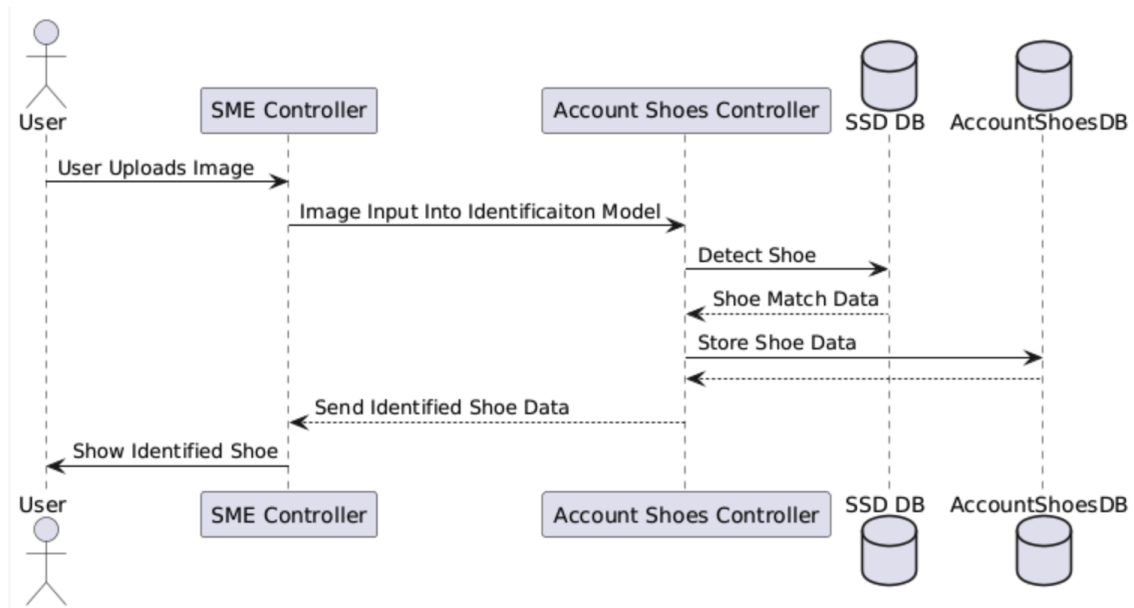 User
SME Controller
Account Shoes Controller
SSD DB
AccountShoesDB
User Uploads Image
Image Input Into Identificaiton Model
Detect Shoe
Shoe Match Data
Store Shoe Data
Send Identified Shoe Data
Show Identified Shoe
User
SME Controller
Account Shoes Controller
SSD DB
AccountShoesDB